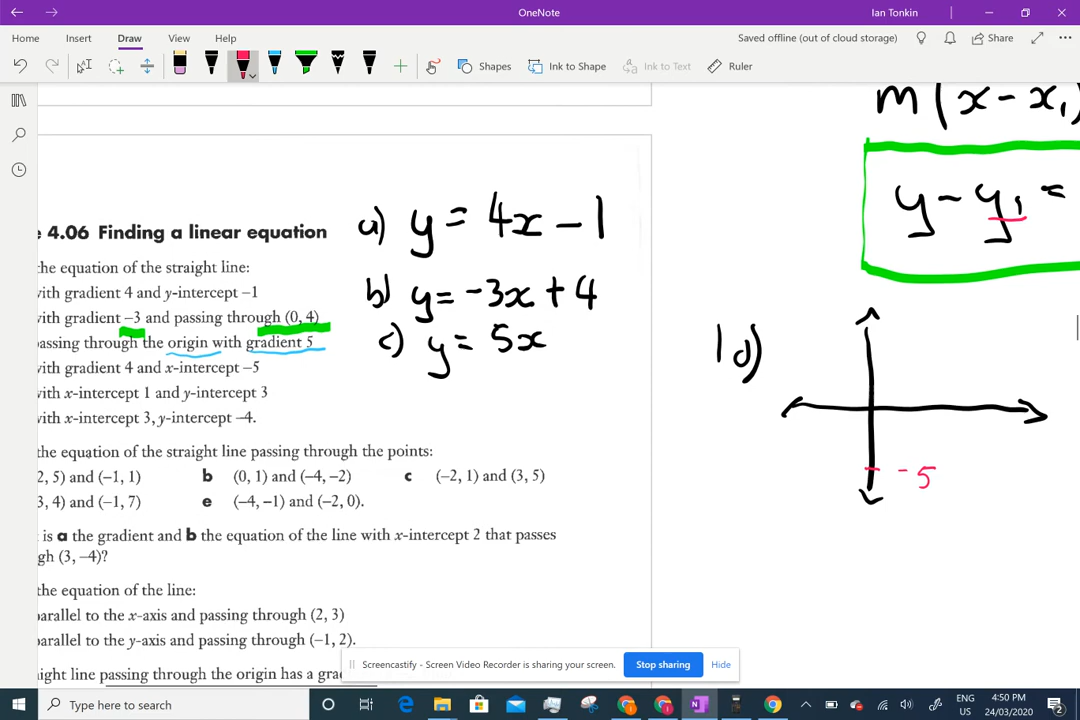 OneNote
Ian Tonkin
Home Insert Draw View Help
Saved offline (out of cloud storage)
Share
Shapes
Ink to Shape
Ink to Text
Ruler
m(x - x₁)
y - y₁ =
4.06 Finding a linear equation
the equation of the straight line:
with gradient 4 and y-intercept −1
with gradient −3 and passing through (0, 4)
passing through the origin with gradient 5
with gradient 4 and x-intercept −5
with x-intercept 1 and y-intercept 3
with x-intercept 3, y-intercept −4.
a) y = 4x - 1
b) y = -3x + 4
c) y = 5x
1d)
-5
the equation of the straight line passing through the points:
2, 5) and (−1, 1) b (0, 1) and (−4, −2) c (−2, 1) and (3, 5)
3, 4) and (−1, 7) e (−4, −1) and (−2, 0).
is a the gradient and b the equation of the line with x-intercept 2 that passes
gh (3, −4)?
the equation of the line:
parallel to the x-axis and passing through (2, 3)
parallel to the y-axis and passing through (−1, 2).
ight line passing through the origin has a gra
Screencastify - Screen Video Recorder is sharing your screen.
Stop sharing
Hide
Type here to search
ENG
US
4:50 PM
24/03/2020
2